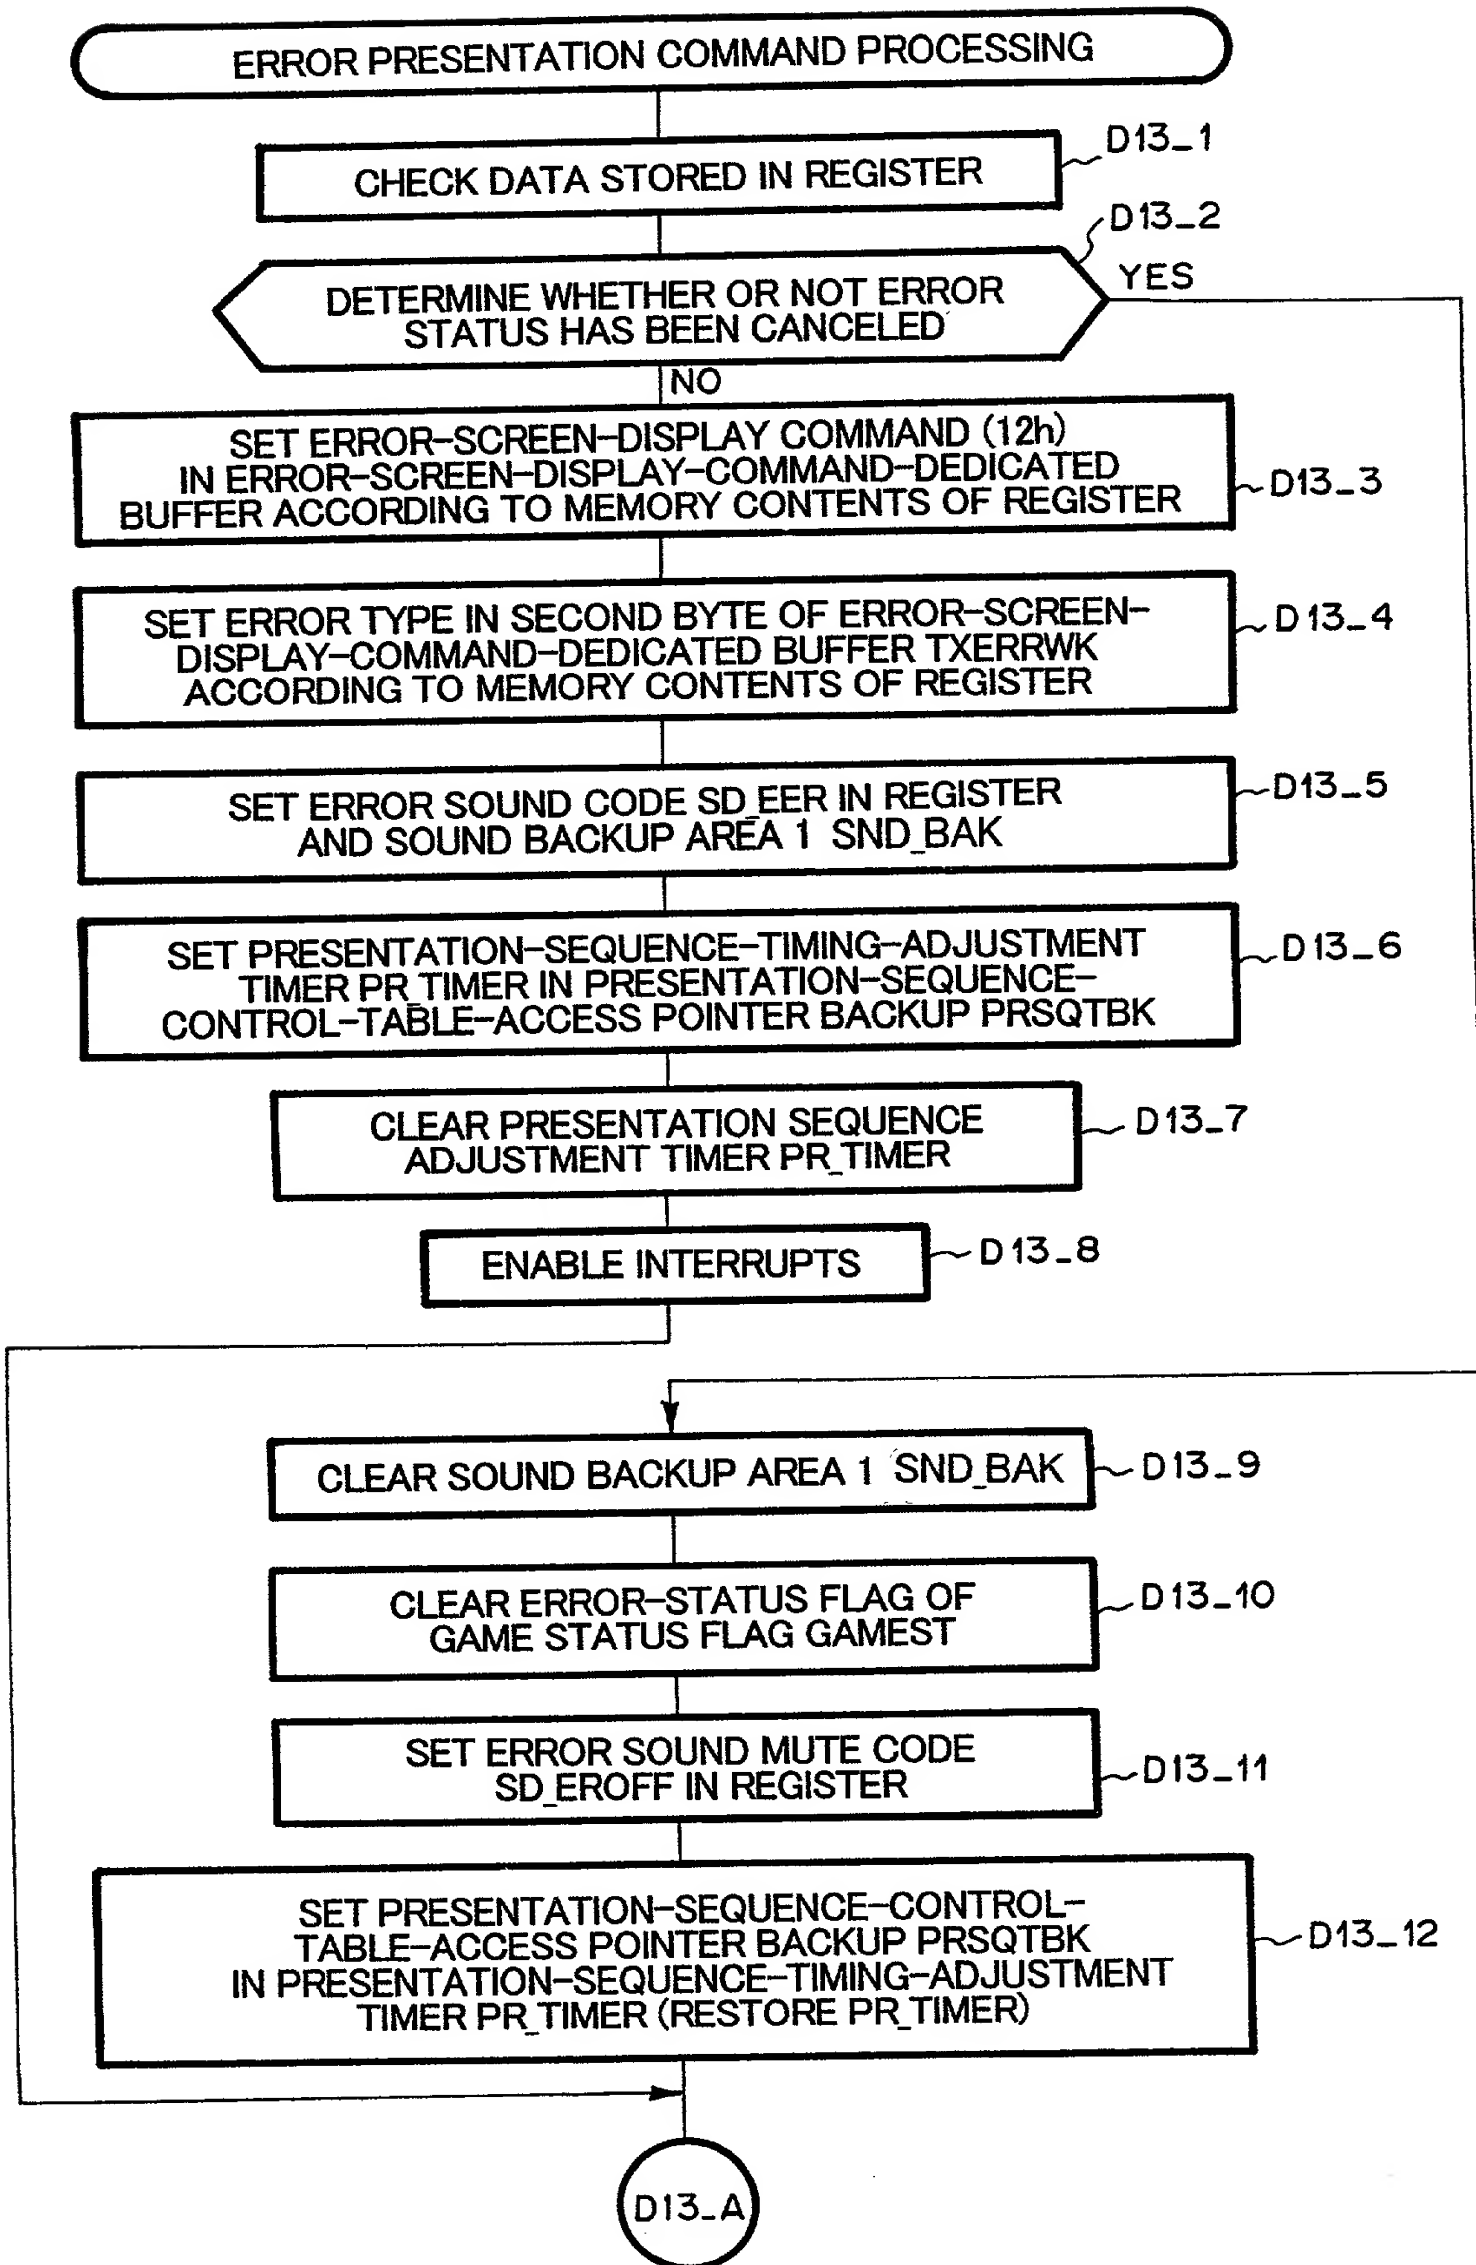 ERROR PRESENTATION COMMAND PROCESSING
CHECK DATA STORED IN REGISTER
D13_1
DETERMINE WHETHER OR NOT ERROR
STATUS HAS BEEN CANCELED
D13_2
YES
NO
SET ERROR-SCREEN-DISPLAY COMMAND (12h)
IN ERROR-SCREEN-DISPLAY-COMMAND-DEDICATED
BUFFER ACCORDING TO MEMORY CONTENTS OF REGISTER
D13_3
SET ERROR TYPE IN SECOND BYTE OF ERROR-SCREEN-
DISPLAY-COMMAND-DEDICATED BUFFER TXERRWK
ACCORDING TO MEMORY CONTENTS OF REGISTER
D13_4
SET ERROR SOUND CODE SD_EER IN REGISTER
AND SOUND BACKUP AREA 1 SND_BAK
D13_5
SET PRESENTATION-SEQUENCE-TIMING-ADJUSTMENT
TIMER PR_TIMER IN PRESENTATION-SEQUENCE-
CONTROL-TABLE-ACCESS POINTER BACKUP PRSQTBK
D13_6
CLEAR PRESENTATION SEQUENCE
ADJUSTMENT TIMER PR_TIMER
D13_7
ENABLE INTERRUPTS
D13_8
CLEAR SOUND BACKUP AREA 1 SND_BAK
D13_9
CLEAR ERROR-STATUS FLAG OF
GAME STATUS FLAG GAMEST
D13_10
SET ERROR SOUND MUTE CODE
SD_EROFF IN REGISTER
D13_11
SET PRESENTATION-SEQUENCE-CONTROL-
TABLE-ACCESS POINTER BACKUP PRSQTBK
IN PRESENTATION-SEQUENCE-TIMING-ADJUSTMENT
TIMER PR_TIMER (RESTORE PR_TIMER)
D13_12
D13_A